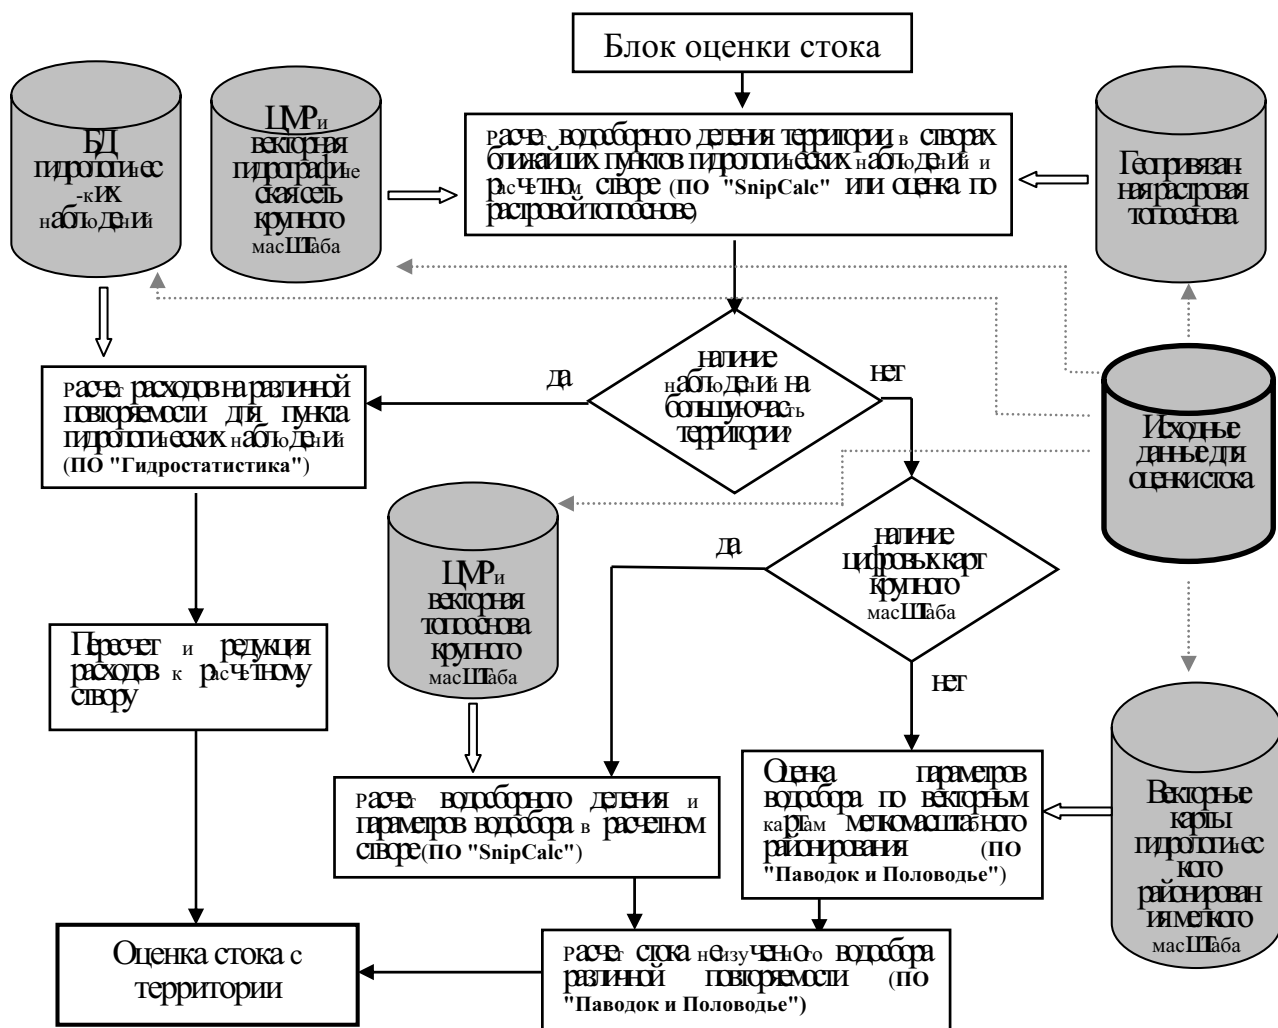 Блок оценки стока
БД
гидрологичес
-ких
наблюдений
ЦМР и
векторная
гидрографиче
ская сеть
крупного
масштаба
Расчет водосборного деления территории в створах
ближайших пунктов гидрологических наблюдений и
расчетном створе (ПО "SnipCalc" или оценка по
растровой топооснове)
Геопривязан-
ная растровая
топооснова
наличие
наблюдений на
большую часть
территории?
да
нет
Расчет расходов на различной
повторяемости для пункта
гидрологических наблюдений
(ПО "Гидростатистика")
Исходные
данные для
оценки стока
ЦМР и
векторная
топооснова
крупного
масштаба
да
наличие
цифровых карт
крупного
масштаба
нет
Пересчет и редукция
расходов к расчетному
створу
Расчет водосборного деления и
параметров водосбора в расчетном
створе (ПО "SnipCalc")
Оценка параметров
водосбора по векторным
картам мелкомасштабного
районирования (ПО
"Паводок и Половодье")
Векторные
карты
гидрологичес
кого
районирован
ия мелкого
масштаба
Оценка стока с
территории
Расчет стока неизученного водосбора
различной повторяемости (ПО
"Паводок и Половодье")